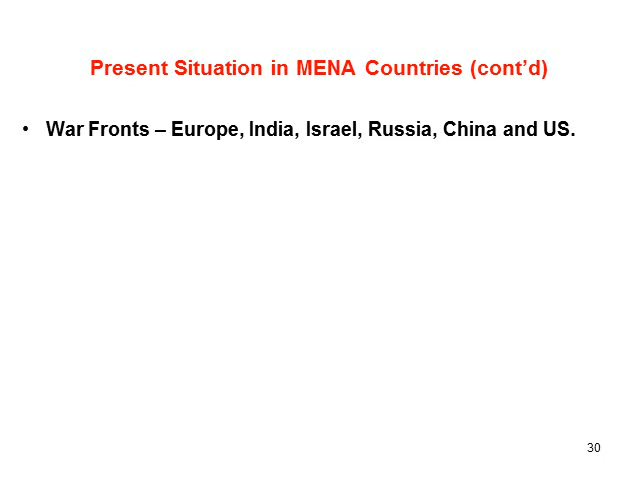 Present Situation in MENA Countries (cont’d)
• War Fronts – Europe, India, Israel, Russia, China and US.
30